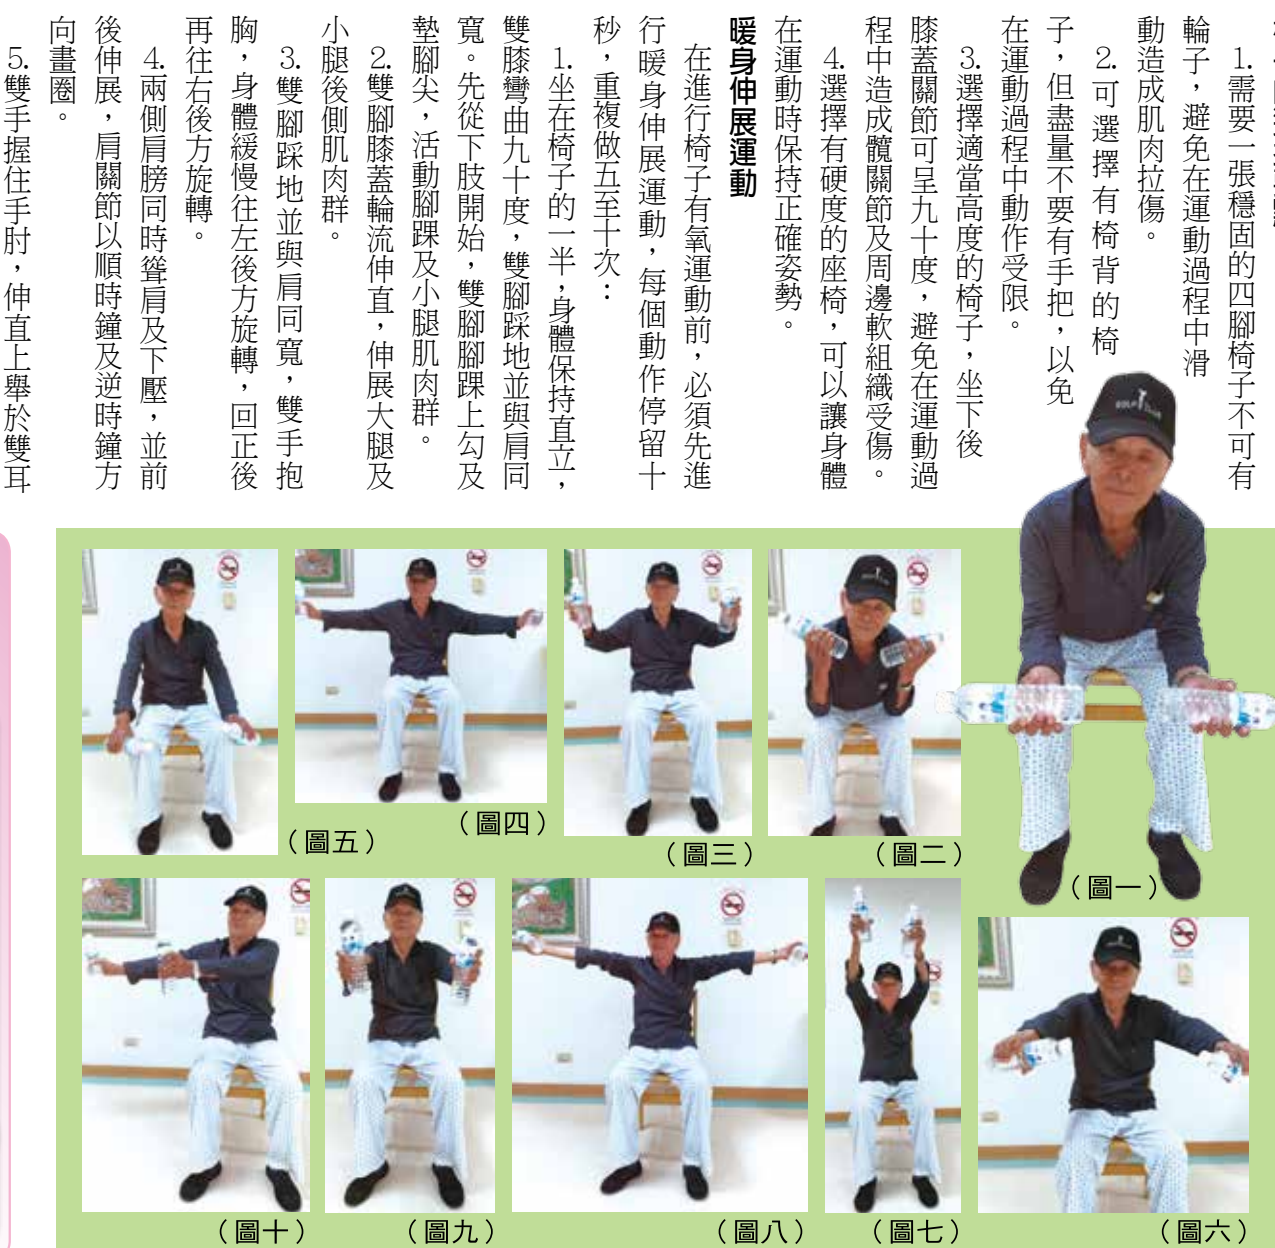 1.需要一張穩固的四腳椅子不可有
輪子，避免在運動過程中滑
動造成肌肉拉傷。
2.可選擇有椅背的椅
子，但盡量不要有手把，以免
在運動過程中動作受限。
3.選擇適當高度的椅子，坐下後
膝蓋關節可呈九十度，避免在運動過
程中造成髖關節及周邊軟組織受傷。
4.選擇有硬度的座椅，可以讓身體
在運動時保持正確姿勢。
暖身伸展運動
在進行椅子有氧運動前，必須先進
行暖身伸展運動，每個動作停留十
秒，重複做五至十次：
1.坐在椅子的一半，身體保持直立，
雙膝彎曲九十度，雙腳踩地並與肩同
寬。先從下肢開始，雙腳腳踝上勾及
墊腳尖，活動腳踝及小腿肌肉群。
2.雙腳膝蓋輪流伸直，伸展大腿及
小腿後側肌肉群。
3.雙腳踩地並與肩同寬，雙手抱
胸，身體緩慢往左後方旋轉，回正後
再往右後方旋轉。
4.兩側肩膀同時聳肩及下壓，並前
後伸展，肩關節以順時鐘及逆時鐘方
向畫圈。
5.雙手握住手肘，伸直上舉於雙耳
（圖一）
（圖二）
（圖三）
（圖四）
（圖五）
（圖六）
（圖七）
（圖八）
（圖九）
（圖十）